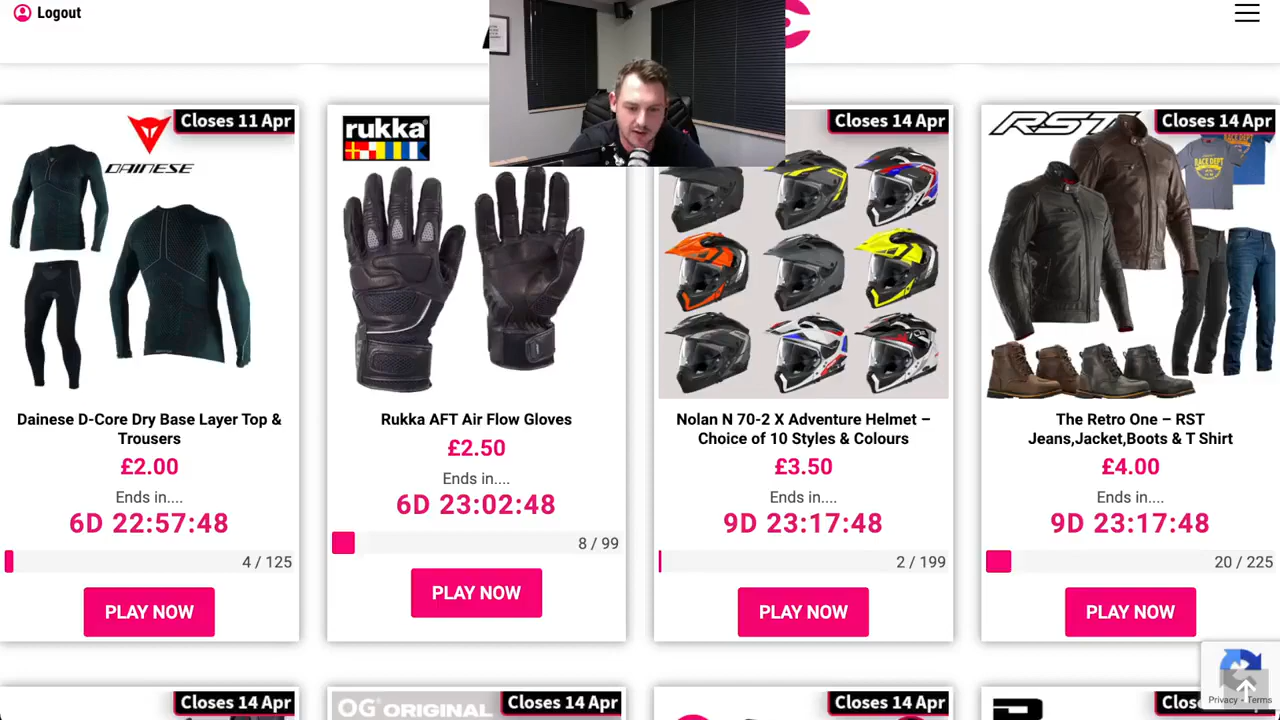 Logout
Closes 11 Apr
DAINESE
Dainese D-Core Dry Base Layer Top &
Trousers
£2.00
Ends in....
6D 22:57:48
4 / 125
PLAY NOW
rukka
Rukka AFT Air Flow Gloves
£2.50
Ends in....
6D 23:02:48
8 / 99
PLAY NOW
Closes 14 Apr
Nolan N 70-2 X Adventure Helmet –
Choice of 10 Styles & Colours
£3.50
Ends in....
9D 23:17:48
2 / 199
PLAY NOW
RST
Closes 14 Apr
RACE DEPT
The Retro One – RST
Jeans,Jacket,Boots & T Shirt
£4.00
Ends in....
9D 23:17:48
20 / 225
PLAY NOW
Privacy - Terms
Closes 14 Apr
OG ORIGINAL
Closes 14 Apr
Closes 14 Apr
Clos